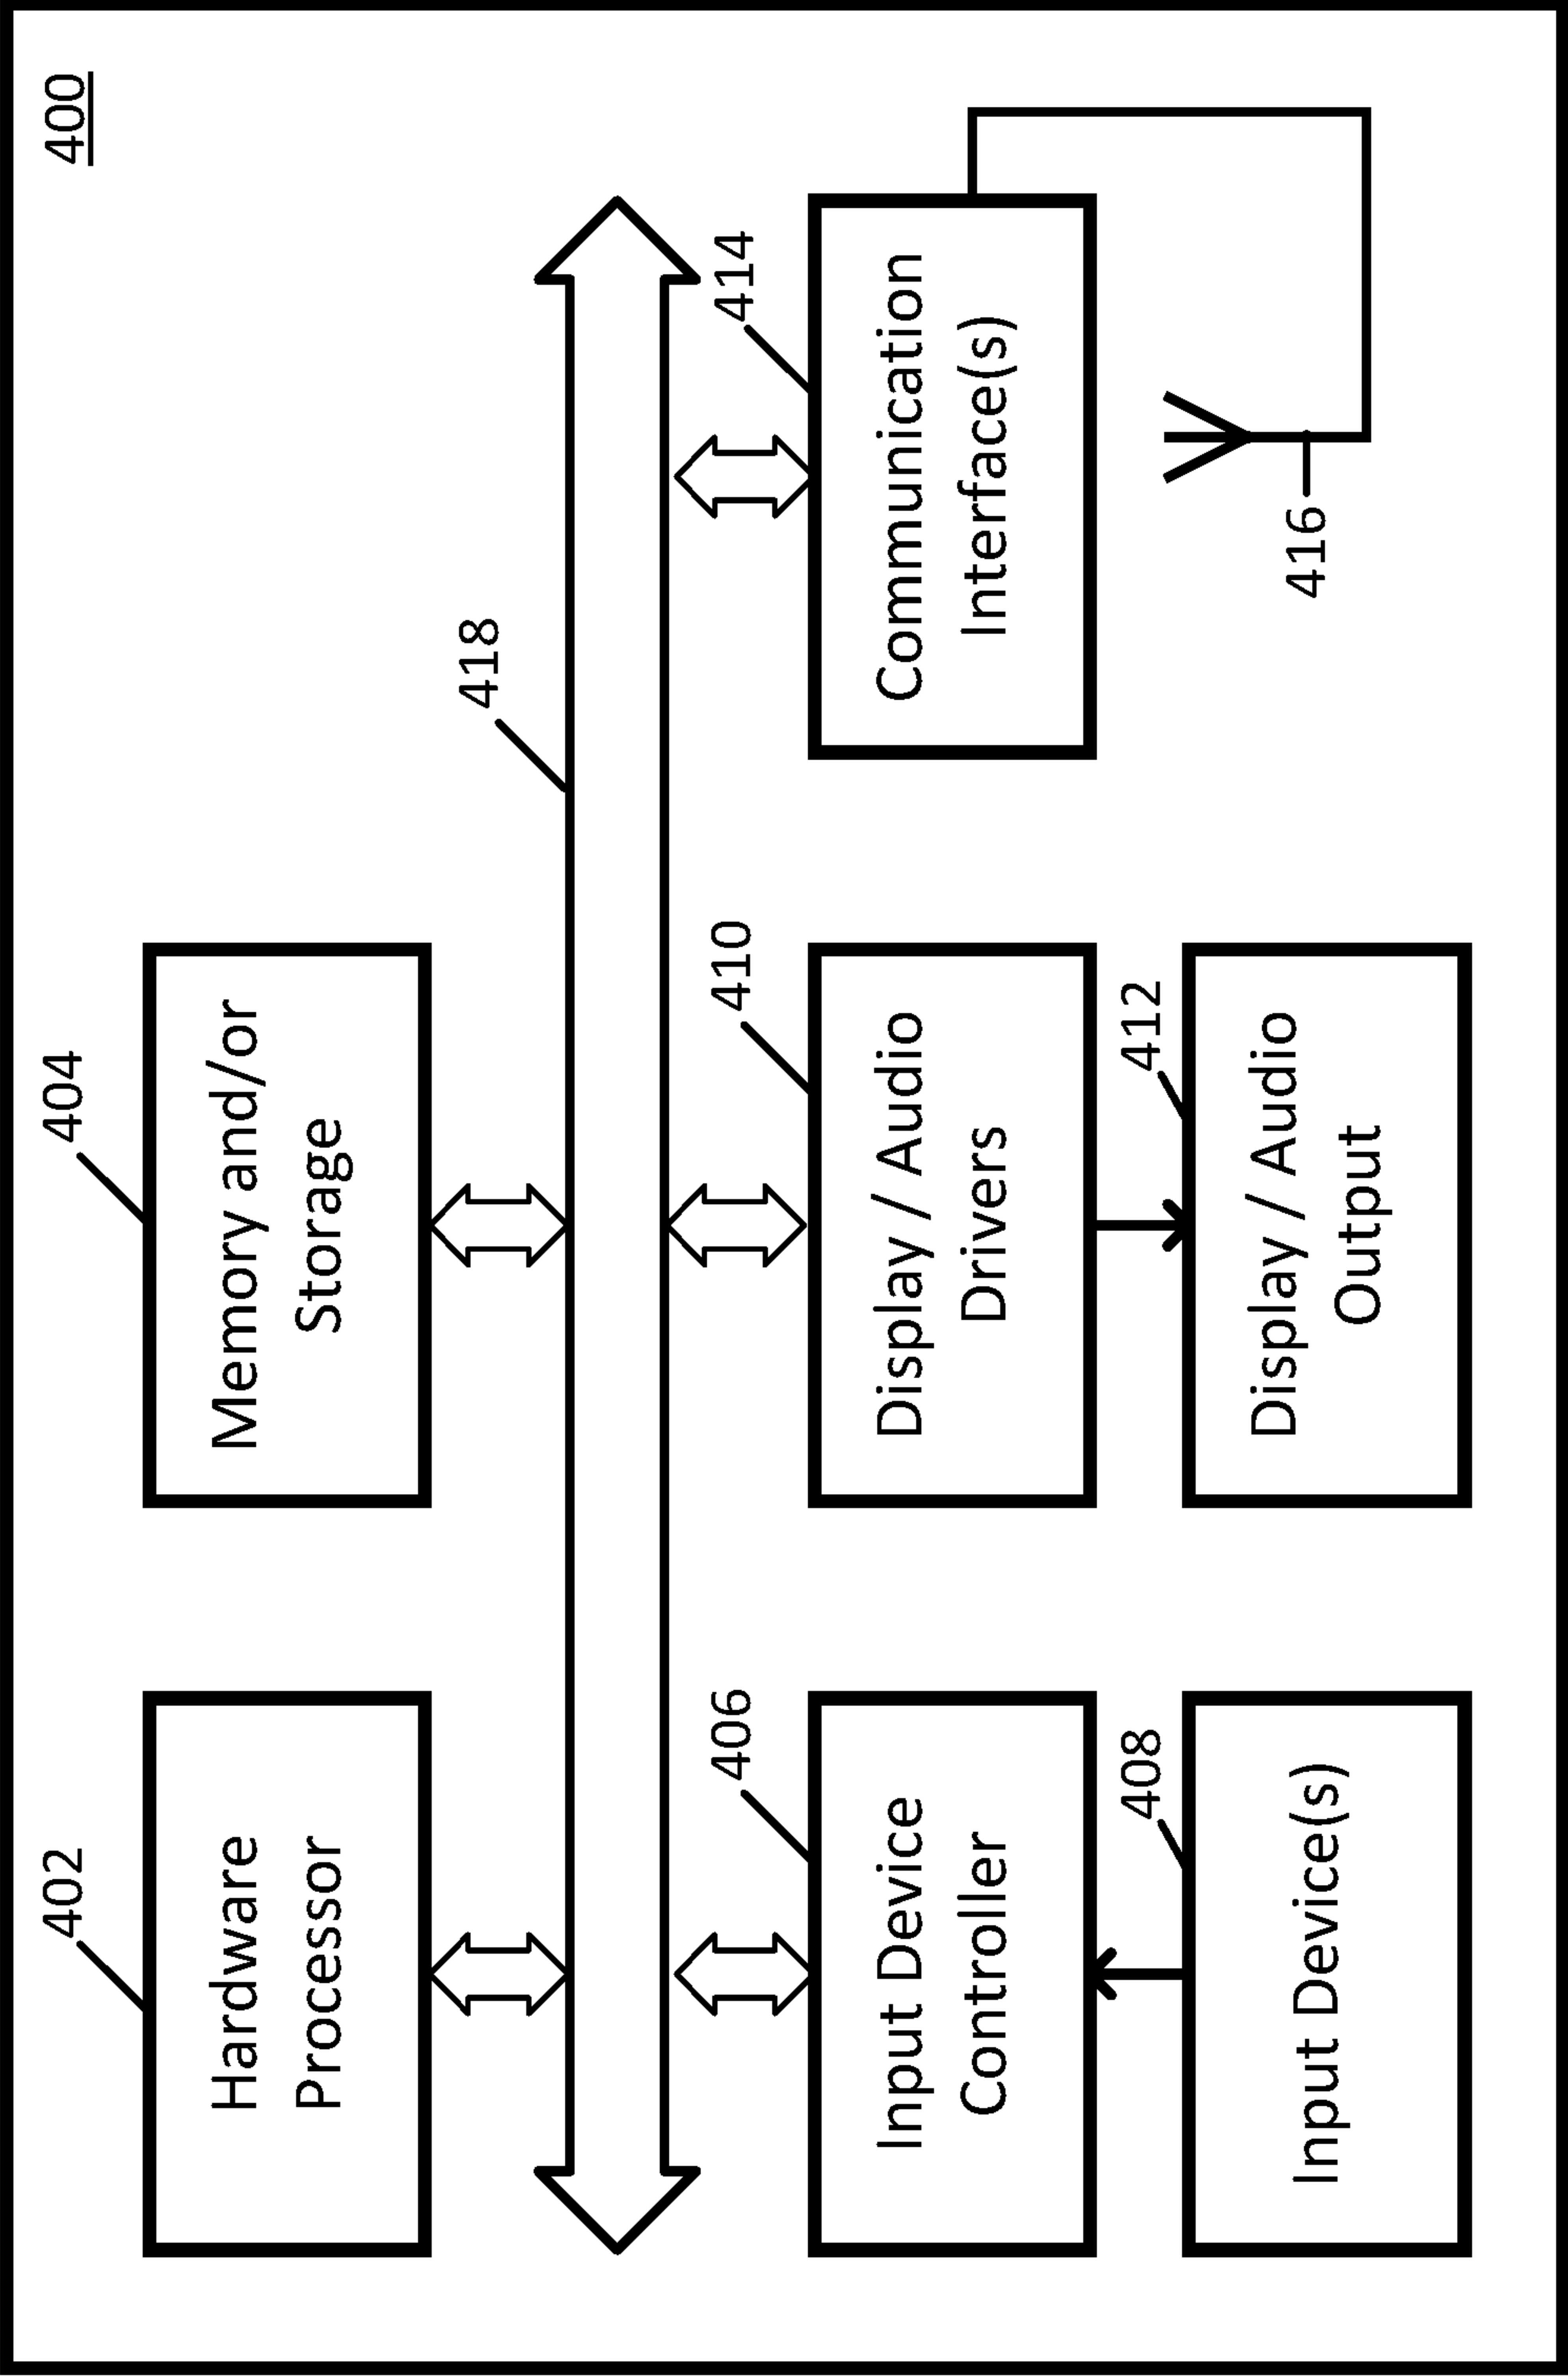 400
402
Hardware
Processor
404
Memory and/or
Storage
418
406
Input Device
Controller
410
Display / Audio
Drivers
414
Communication
Interface(s)
408
Input Device(s)
412
Display / Audio
Output
416